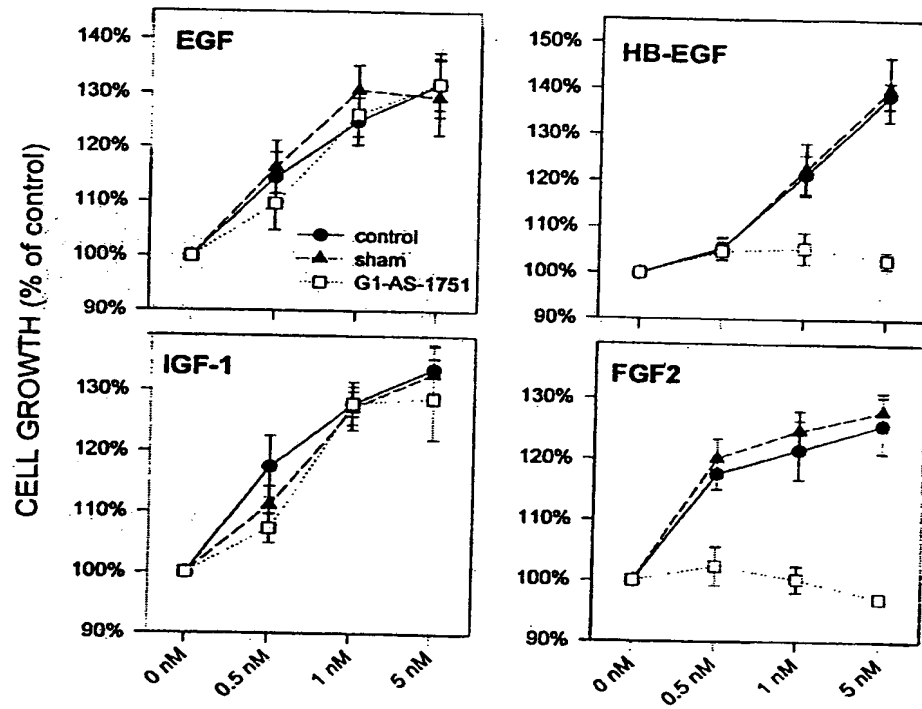 CELL GROWTH (% of control)
EGF
140%
130%
120%
110%
100%
90%
control
sham
G1-AS-1751
HB-EGF
150%
140%
130%
120%
110%
100%
90%
IGF-1
130%
120%
110%
100%
90%
0 nM
0.5 nM
1 nM
5 nM
FGF2
130%
120%
110%
100%
90%
0 nM
0.5 nM
1 nM
5 nM